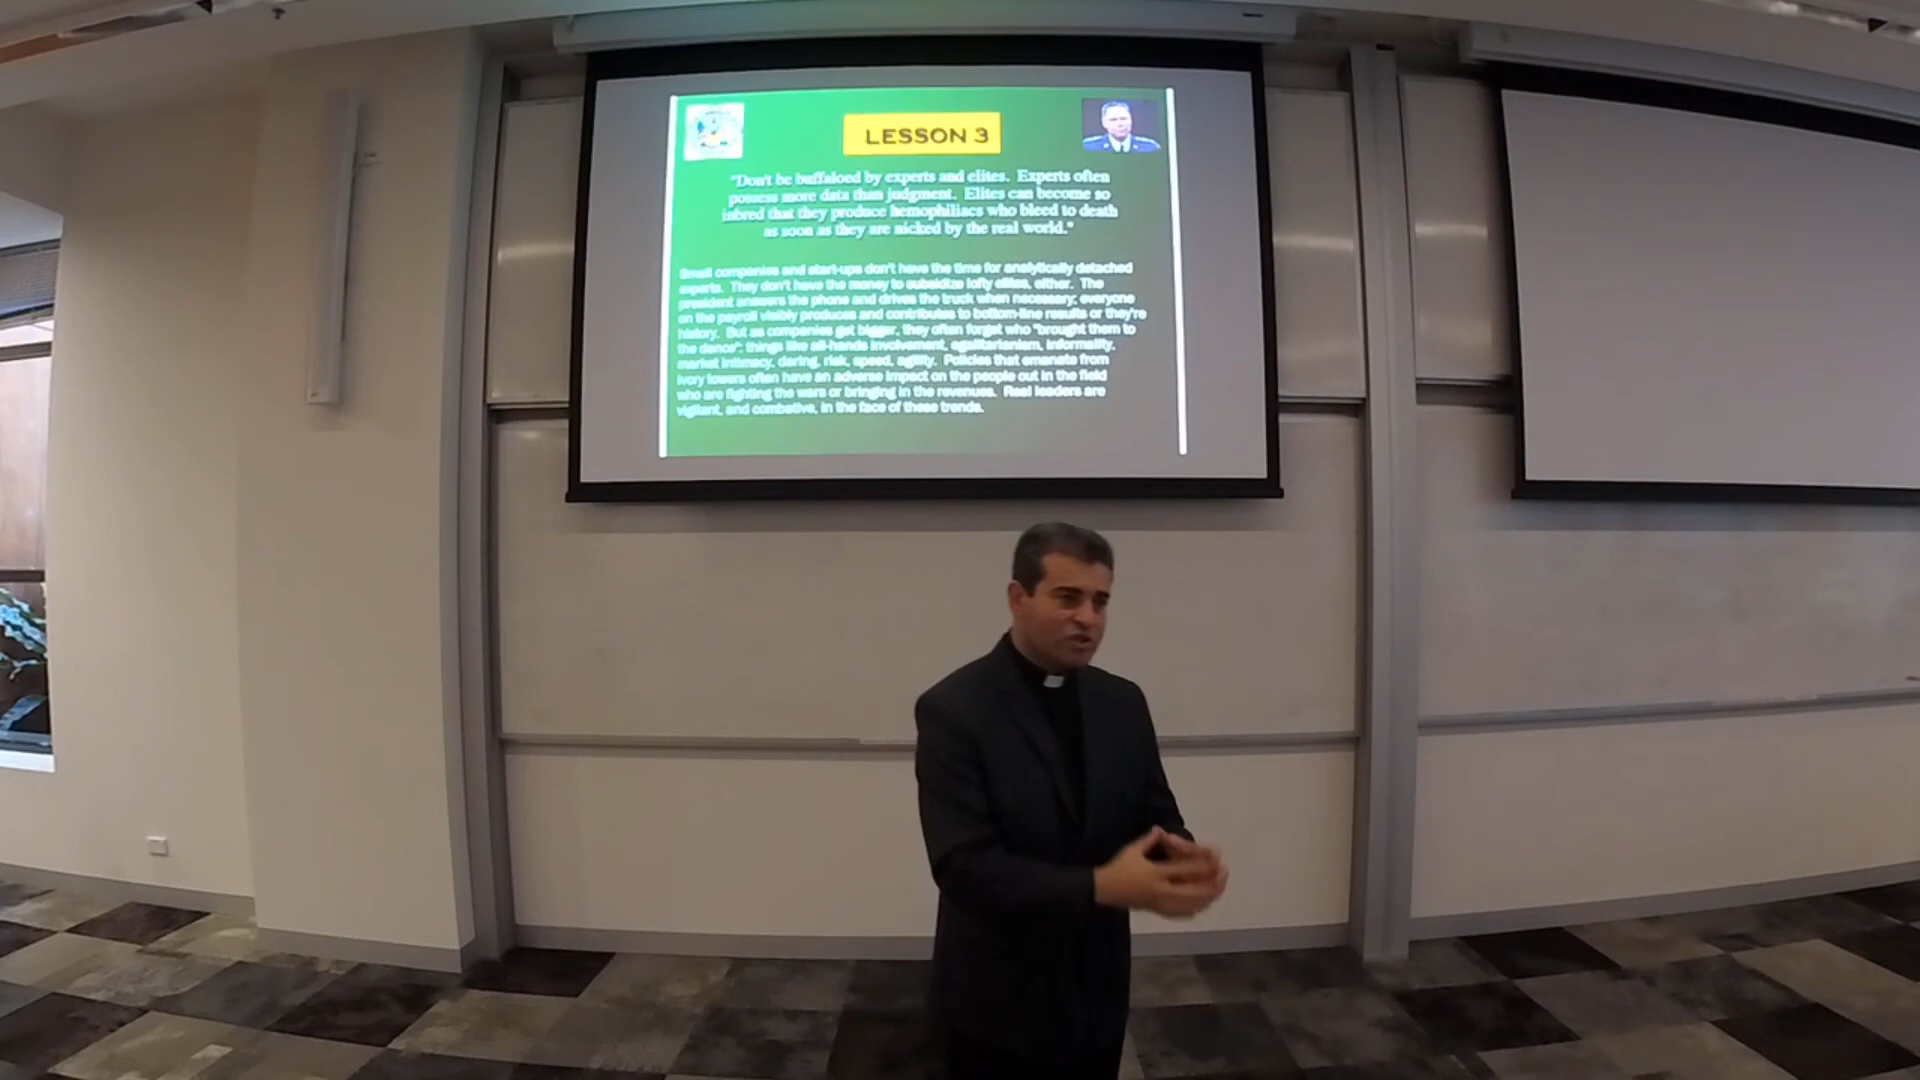 LESSON 3
"Don't be buffaloed by experts and elites. Experts often
possess more data than judgment. Elites can become so
inbred that they produce hemophiliacs who bleed to death
as soon as they are nicked by the real world."
Small companies and start-ups don't have the time for analytically detached
experts. They don't have the money to subsidize lofty elites, either. The
president answers the phone and drives the truck when necessary; everyone
on the payroll visibly produces and contributes to bottom-line results or they're
history. But as companies get bigger, they often forget who "brought them to
the dance": things like all-hands involvement, egalitarianism, informality,
market intimacy, daring, risk, speed, agility. Policies that emanate from
ivory towers often have an adverse impact on the people out in the field
who are fighting the wars or bringing in the revenues. Real leaders are
vigilant, and combative, in the face of these trends.